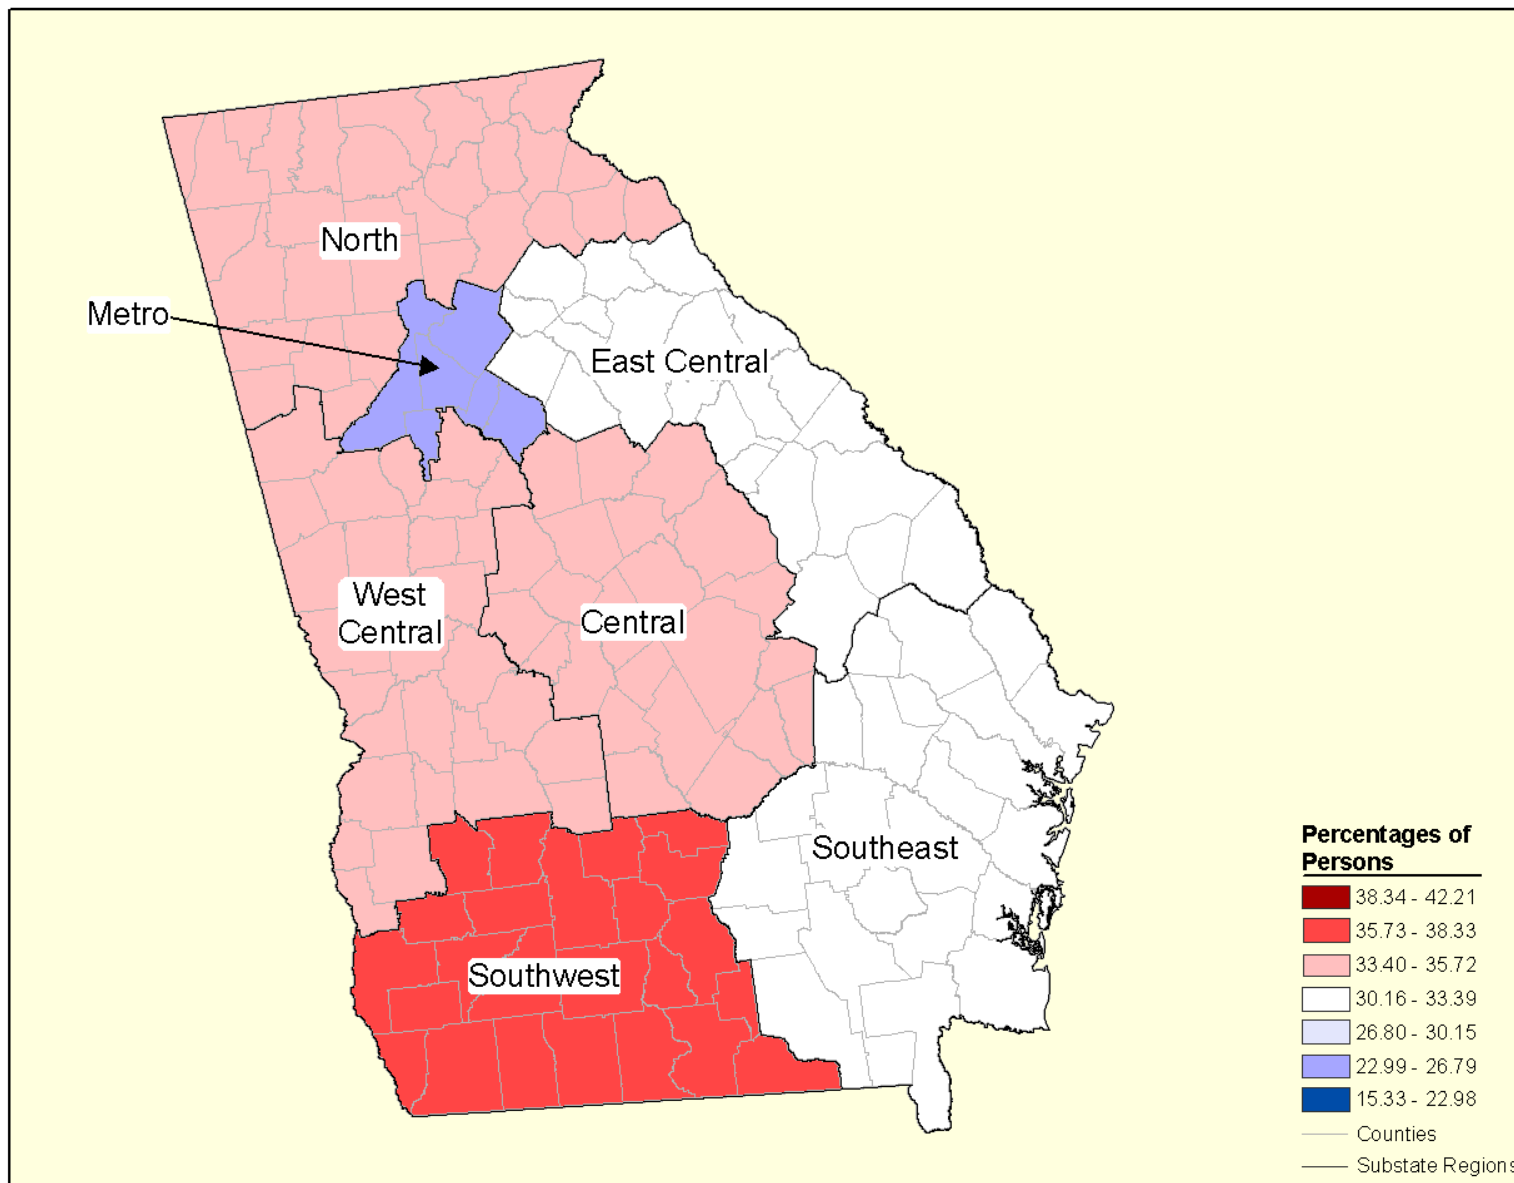 North
Metro
East Central
West
Central
Central
Southeast
Southwest
Percentages of
Persons
38.34 - 42.21
35.73 - 38.33
33.40 - 35.72
30.16 - 33.39
26.80 - 30.15
22.99 - 26.79
15.33 - 22.98
Counties
Substate Regions